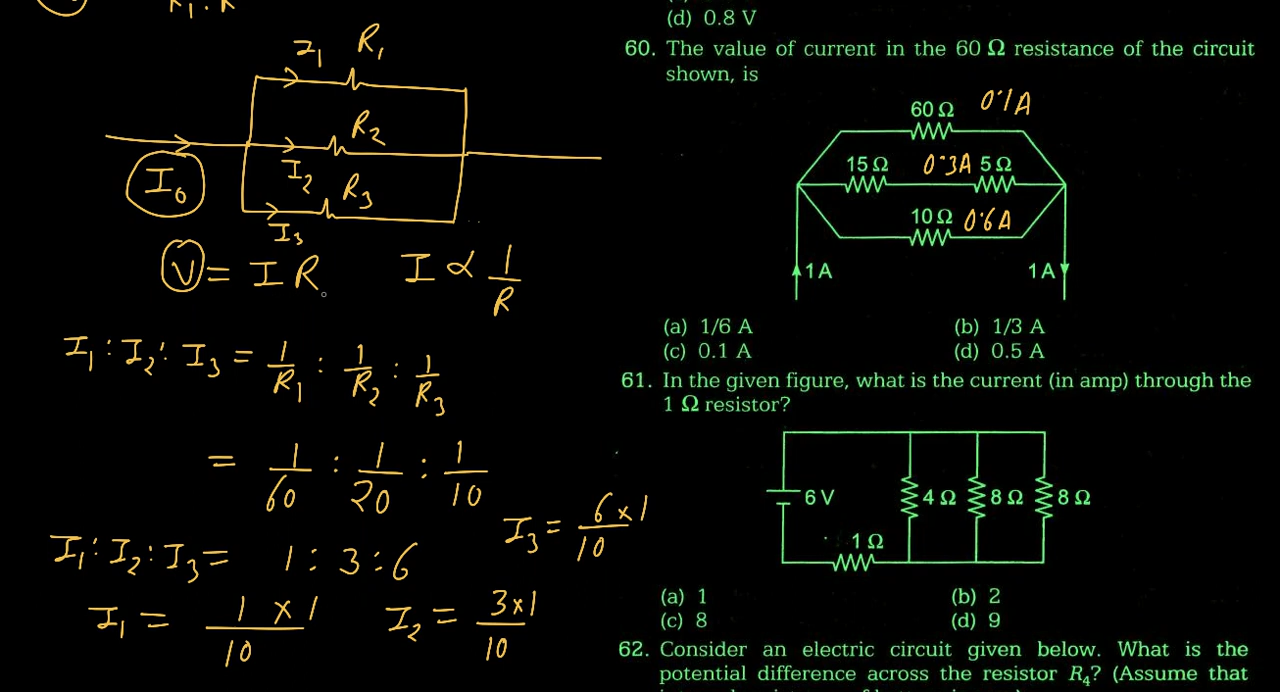 R₁ : R
I₁ R₁
R₂
I₀
I₂ R₃
I₃
V = I R I ∝ 1/R
I₁ : I₂ : I₃ = 1/R₁ : 1/R₂ : 1/R₃
= 1/60 : 1/20 : 1/10
I₃ = 6×1/10
I₁ : I₂ : I₃ = 1 : 3 : 6
I₁ = 1×1/10 I₂ = 3×1/10
(d) 0.8 V
60. The value of current in the 60 Ω resistance of the circuit
shown, is
60 Ω 0.1A
15 Ω 0.3A 5 Ω
10 Ω 0.6A
1 A 1 A
(a) 1/6 A (b) 1/3 A
(c) 0.1 A (d) 0.5 A
61. In the given figure, what is the current (in amp) through the
1 Ω resistor?
6 V 4 Ω 8 Ω 8 Ω
1 Ω
(a) 1 (b) 2
(c) 8 (d) 9
62. Consider an electric circuit given below. What is the
potential difference across the resistor R₄? (Assume that